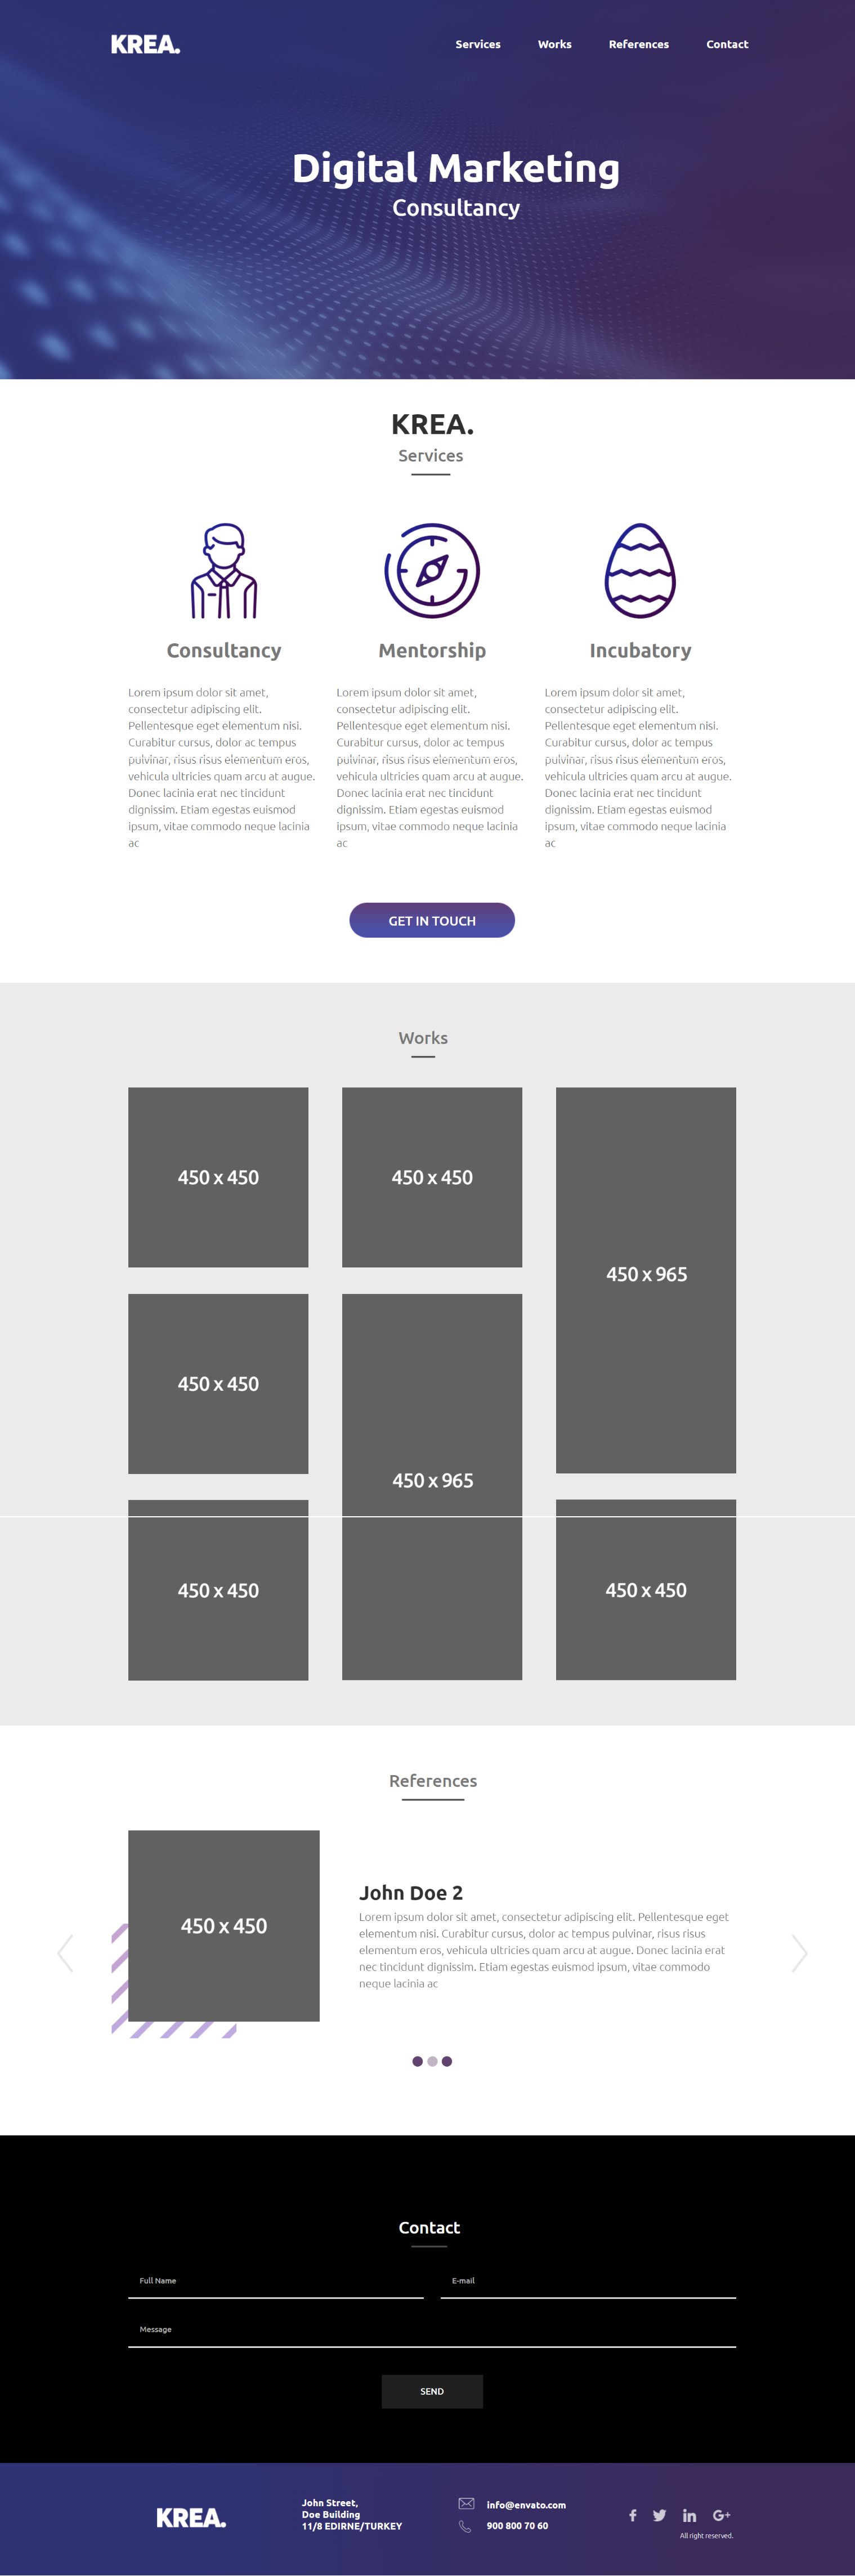 KREA.
Services Works References Contact
Digital Marketing
Consultancy
KREA.
Services
Consultancy
Lorem ipsum dolor sit amet,
consectetur adipiscing elit.
Pellentesque eget elementum nisi.
Curabitur cursus, dolor ac tempus
pulvinar, risus risus elementum eros,
vehicula ultricies quam arcu at augue.
Donec lacinia erat nec tincidunt
dignissim. Etiam egestas euismod
ipsum, vitae commodo neque lacinia
ac
Mentorship
Lorem ipsum dolor sit amet,
consectetur adipiscing elit.
Pellentesque eget elementum nisi.
Curabitur cursus, dolor ac tempus
pulvinar, risus risus elementum eros,
vehicula ultricies quam arcu at augue.
Donec lacinia erat nec tincidunt
dignissim. Etiam egestas euismod
ipsum, vitae commodo neque lacinia
ac
Incubatory
Lorem ipsum dolor sit amet,
consectetur adipiscing elit.
Pellentesque eget elementum nisi.
Curabitur cursus, dolor ac tempus
pulvinar, risus risus elementum eros,
vehicula ultricies quam arcu at augue.
Donec lacinia erat nec tincidunt
dignissim. Etiam egestas euismod
ipsum, vitae commodo neque lacinia
ac
GET IN TOUCH
Works
450 x 450
450 x 450
450 x 965
450 x 450
450 x 965
450 x 450
450 x 450
References
450 x 450
John Doe 2
Lorem ipsum dolor sit amet, consectetur adipiscing elit. Pellentesque eget
elementum nisi. Curabitur cursus, dolor ac tempus pulvinar, risus risus
elementum eros, vehicula ultricies quam arcu at augue. Donec lacinia erat
nec tincidunt dignissim. Etiam egestas euismod ipsum, vitae commodo
neque lacinia ac
Contact
Full Name
E-mail
Message
SEND
KREA.
John Street,
Doe Building
11/8 EDIRNE/TURKEY
info@envato.com
900 800 70 60
All right reserved.